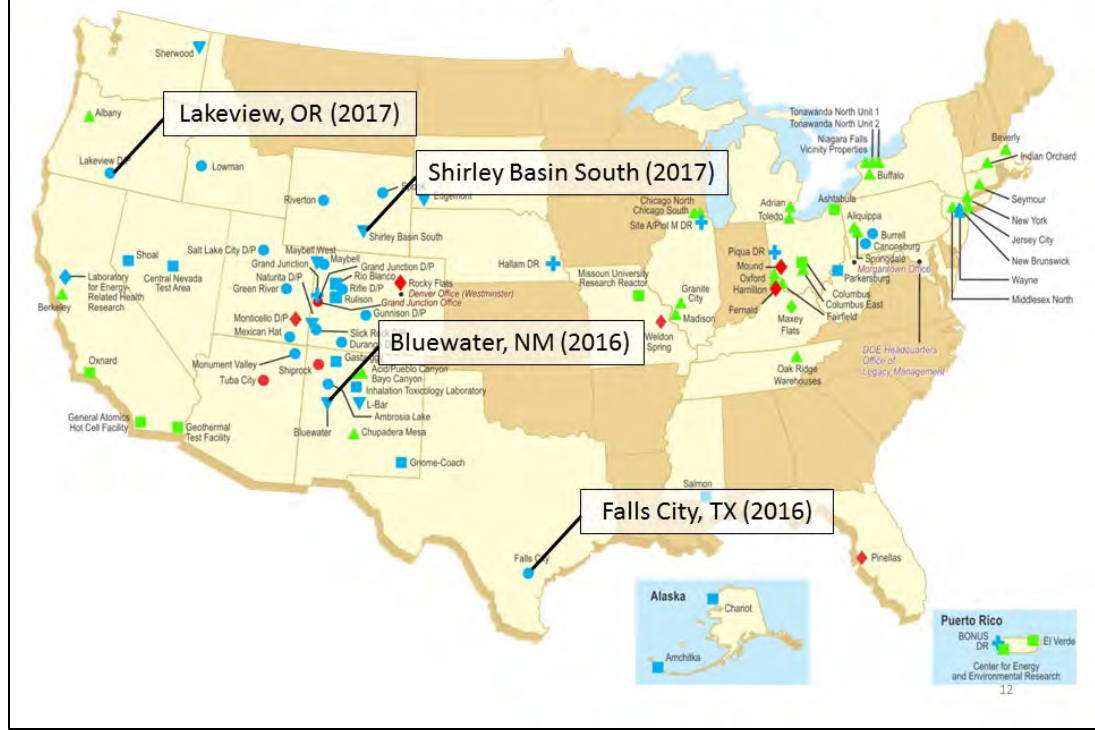 Sherwood
Albany
Lakeview, OR (2017)
Lakeview D/P
Lowman
Shirley Basin South (2017)
Edgemont
Riverton
Shirley Basin South
Salt Lake City D/P
Maybell West
Maybell
Grand Junction
Grand Junction D/P
Rio Blanco
Naturita D/P
Rifle D/P
Green River
Rulison
Rocky Flats
Denver Office (Westminster)
Grand Junction Office
Gunnison D/P
Shoal
Central Nevada
Test Area
Laboratory
for Energy-
Related Health
Research
Berkeley
Monticello D/P
Mexican Hat
Slick Rock
Durango
Bluewater, NM (2016)
Monument Valley
Shiprock
Tuba City
Acid/Pueblo Canyon
Bayo Canyon
Inhalation Toxicology Laboratory
L-Bar
Ambrosia Lake
Bluewater
Chupadera Mesa
Gnome-Coach
Oxnard
General Atomics
Hot Cell Facility
Geothermal
Test Facility
Hallam DR
Missouri University
Research Reactor
Weldon
Spring
Granite
City
Madison
Chicago North
Chicago South
Site A/Plot M DR
Adrian
Toledo
Piqua DR
Mound
Oxford
Hamilton
Fernald
Ashtabula
Columbus
Columbus East
Fairfield
Maxey
Flats
Aliquippa
Burrell
Canonsburg
Springdale
Morgantown Office
Parkersburg
Tonawanda North Unit 1
Tonawanda North Unit 2
Niagara Falls
Vicinity Properties
Buffalo
Beverly
Indian Orchard
Seymour
New York
Jersey City
New Brunswick
Wayne
Middlesex North
DOE Headquarters
Office of
Legacy Management
Oak Ridge
Warehouses
Salmon
Falls City, TX (2016)
Falls City
Pinellas
Alaska
Chariot
Amchitka
Puerto Rico
BONUS
DR
El Verde
Center for Energy
and Environmental Research
12